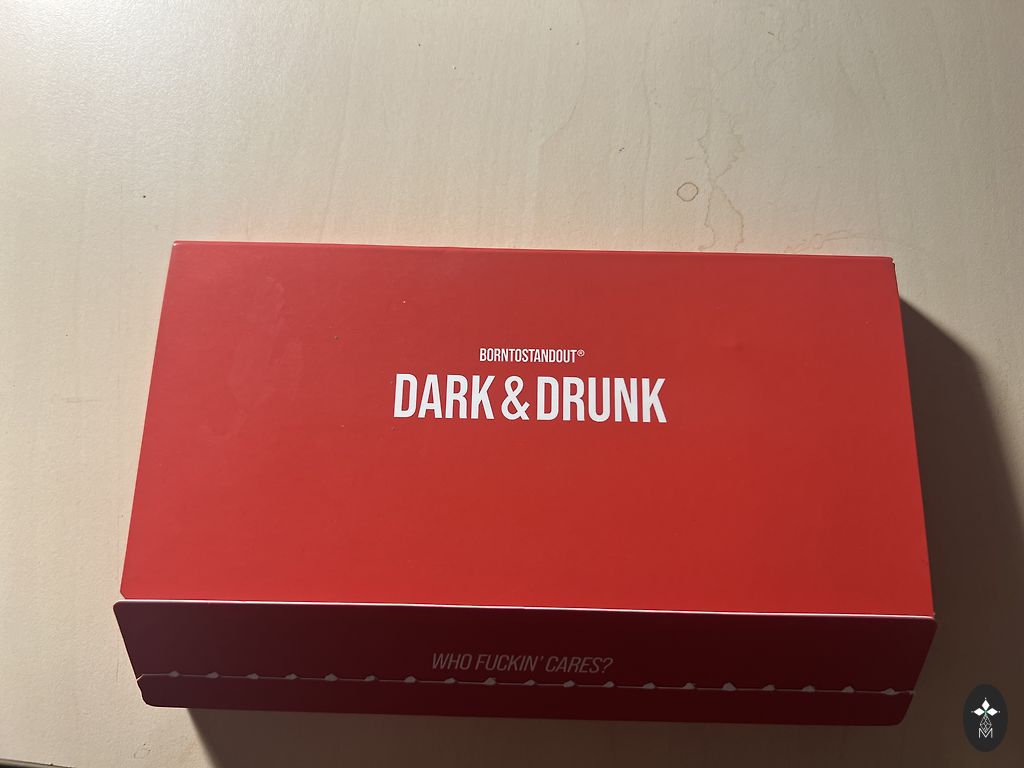 BORNTOSTANDOUT®
DARK & DRUNK
WHO FUCKIN' CARES?